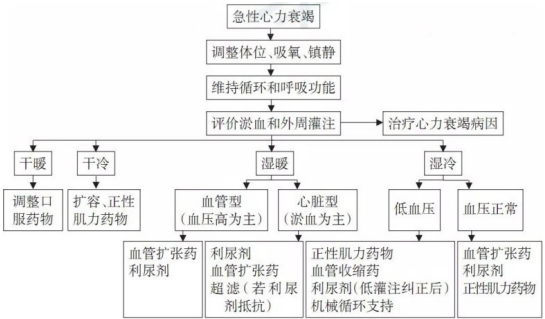 急性心力衰竭
调整体位、吸氧、镇静
维持循环和呼吸功能
评价淤血和外周灌注
治疗心力衰竭病因
干暖
干冷
湿暖
湿冷
调整口
服药物
扩容、正性
肌力药物
血管型
(血压高为主)
心脏型
(淤血为主)
低血压
血压正常
血管扩张药
利尿剂
利尿剂
血管扩张药
超滤(若利尿
剂抵抗)
正性肌力药物
血管收缩药
利尿剂(低灌注纠正后)
机械循环支持
血管扩张药
利尿剂
正性肌力药物